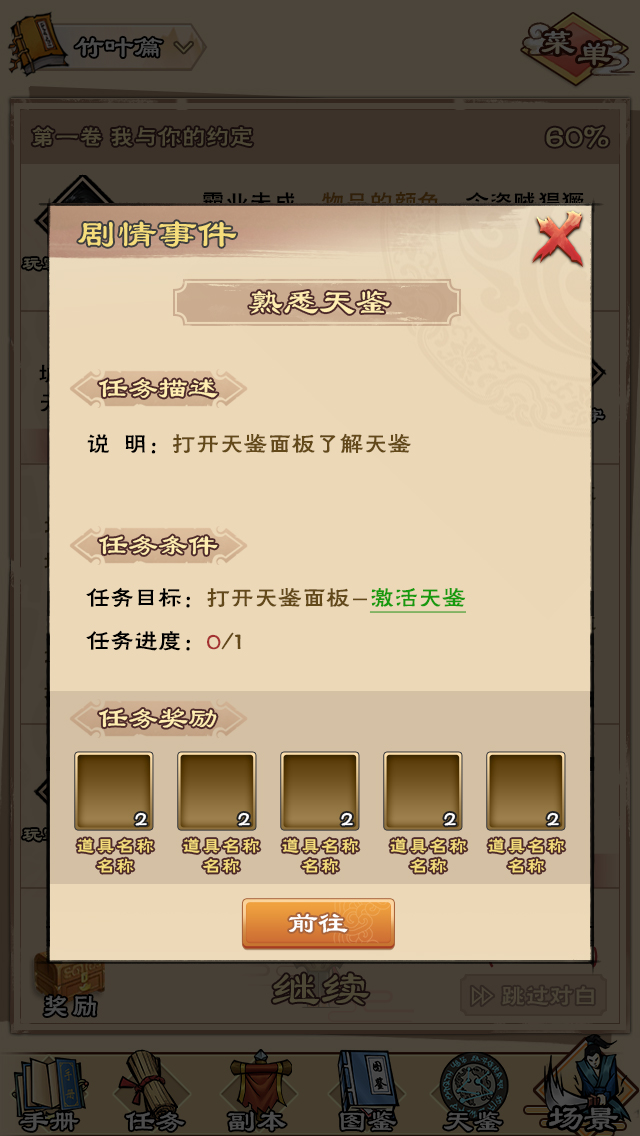 竹叶篇
菜单
第一卷 我与你的约定
60%
霸业未成 物品的颜色 令盗贼猖獗
剧情事件
熟悉天鉴
任务描述
说 明：打开天鉴面板了解天鉴
任务条件
任务目标：打开天鉴面板–激活天鉴
任务进度：0/1
任务奖励
2 2 2 2 2
道具名称 道具名称 道具名称 道具名称 道具名称
名称 名称 名称 名称 名称
前往
奖励
继续
跳过对白
手册 任务 副本 图鉴 天鉴 场景